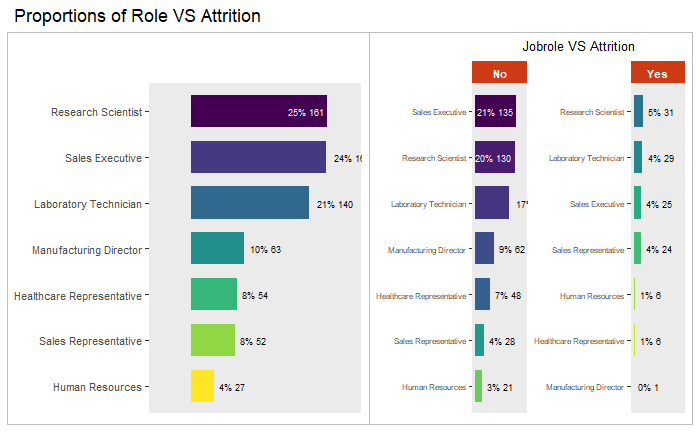 Proportions of Role VS Attrition
Research Scientist 25% 161
Sales Executive 24%
Laboratory Technician 21% 140
Manufacturing Director 10% 63
Healthcare Representative 8% 54
Sales Representative 8% 52
Human Resources 4% 27
Jobrole VS Attrition
No
Sales Executive 21% 135
Research Scientist 20% 130
Laboratory Technician 17%
Manufacturing Director 9% 62
Healthcare Representative 7% 48
Sales Representative 4% 28
Human Resources 3% 21
Yes
Research Scientist 5% 31
Laboratory Technician 4% 29
Sales Executive 4% 25
Sales Representative 4% 24
Human Resources 1% 6
Healthcare Representative 1% 6
Manufacturing Director 0% 1